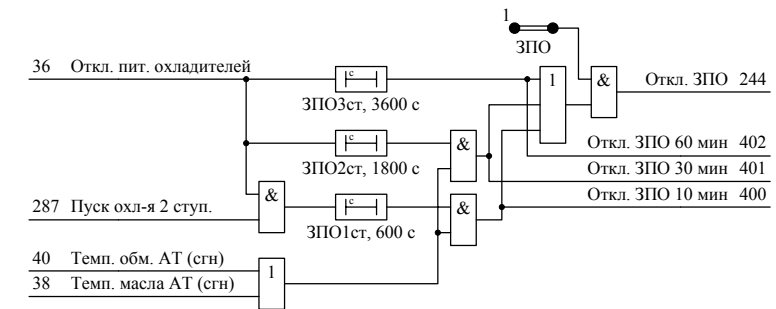 1
ЗПО
36 Откл. пит. охладителей
с
ЗПО3ст, 3600 с
1
&
Откл. ЗПО 244
с
ЗПО2ст, 1800 с
&
Откл. ЗПО 60 мин 402
Откл. ЗПО 30 мин 401
Откл. ЗПО 10 мин 400
&
287 Пуск охл-я 2 ступ.
с
ЗПО1ст, 600 с
&
40 Темп. обм. АТ (сгн)
38 Темп. масла АТ (сгн)
1